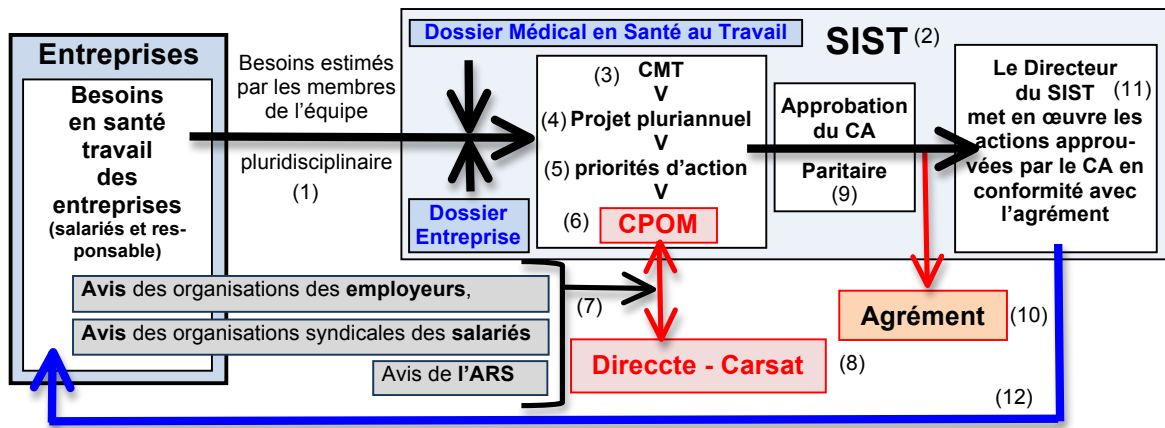 Entreprises
Besoins
en santé
travail
des
entreprises
(salariés et res-
ponsable)
Besoins estimés
par les membres
de l'équipe
pluridisciplinaire
(1)
Dossier Médical en Santé au Travail
SIST (2)
(3) CMT
V
(4) Projet pluriannuel
V
(5) priorités d'action
V
(6) CPOM
Dossier
Entreprise
Approbation
du CA
Paritaire
(9)
Le Directeur
du SIST (11)
met en œuvre les
actions approu-
vées par le CA en
conformité avec
l'agrément
Avis des organisations des employeurs,
Avis des organisations syndicales des salariés
Avis de l'ARS
(7)
Direccte - Carsat (8)
Agrément (10)
(12)